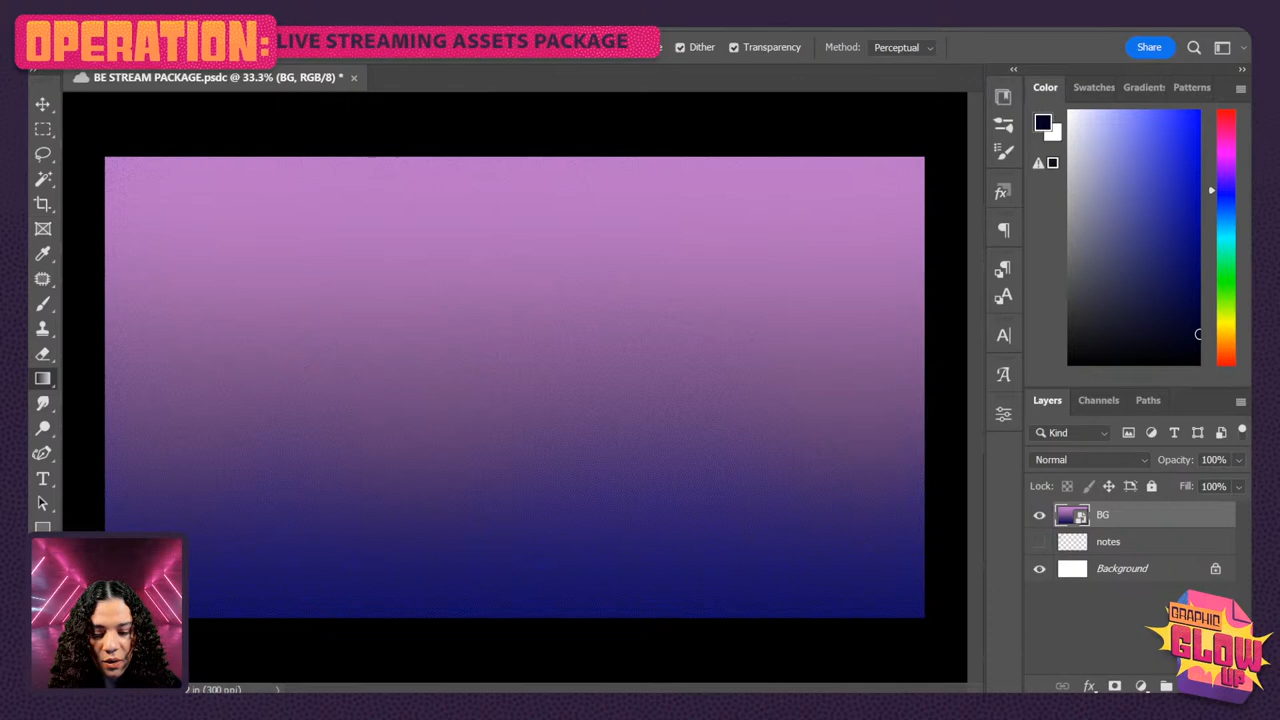 OPERATION: LIVE STREAMING ASSETS PACKAGE
Dither Transparency Method: Perceptual Share
BE STREAM PACKAGE.psdc @ 33.3% (BG, RGB/8) *
Color Swatches Gradient: Patterns
fx
A
A|
A
T
Layers Channels Paths
Kind
T
Normal Opacity: 100%
Lock: Fill: 100%
BG
notes
Background
GRAPHIC
GLOW
UP
in (300 ppi)
fx